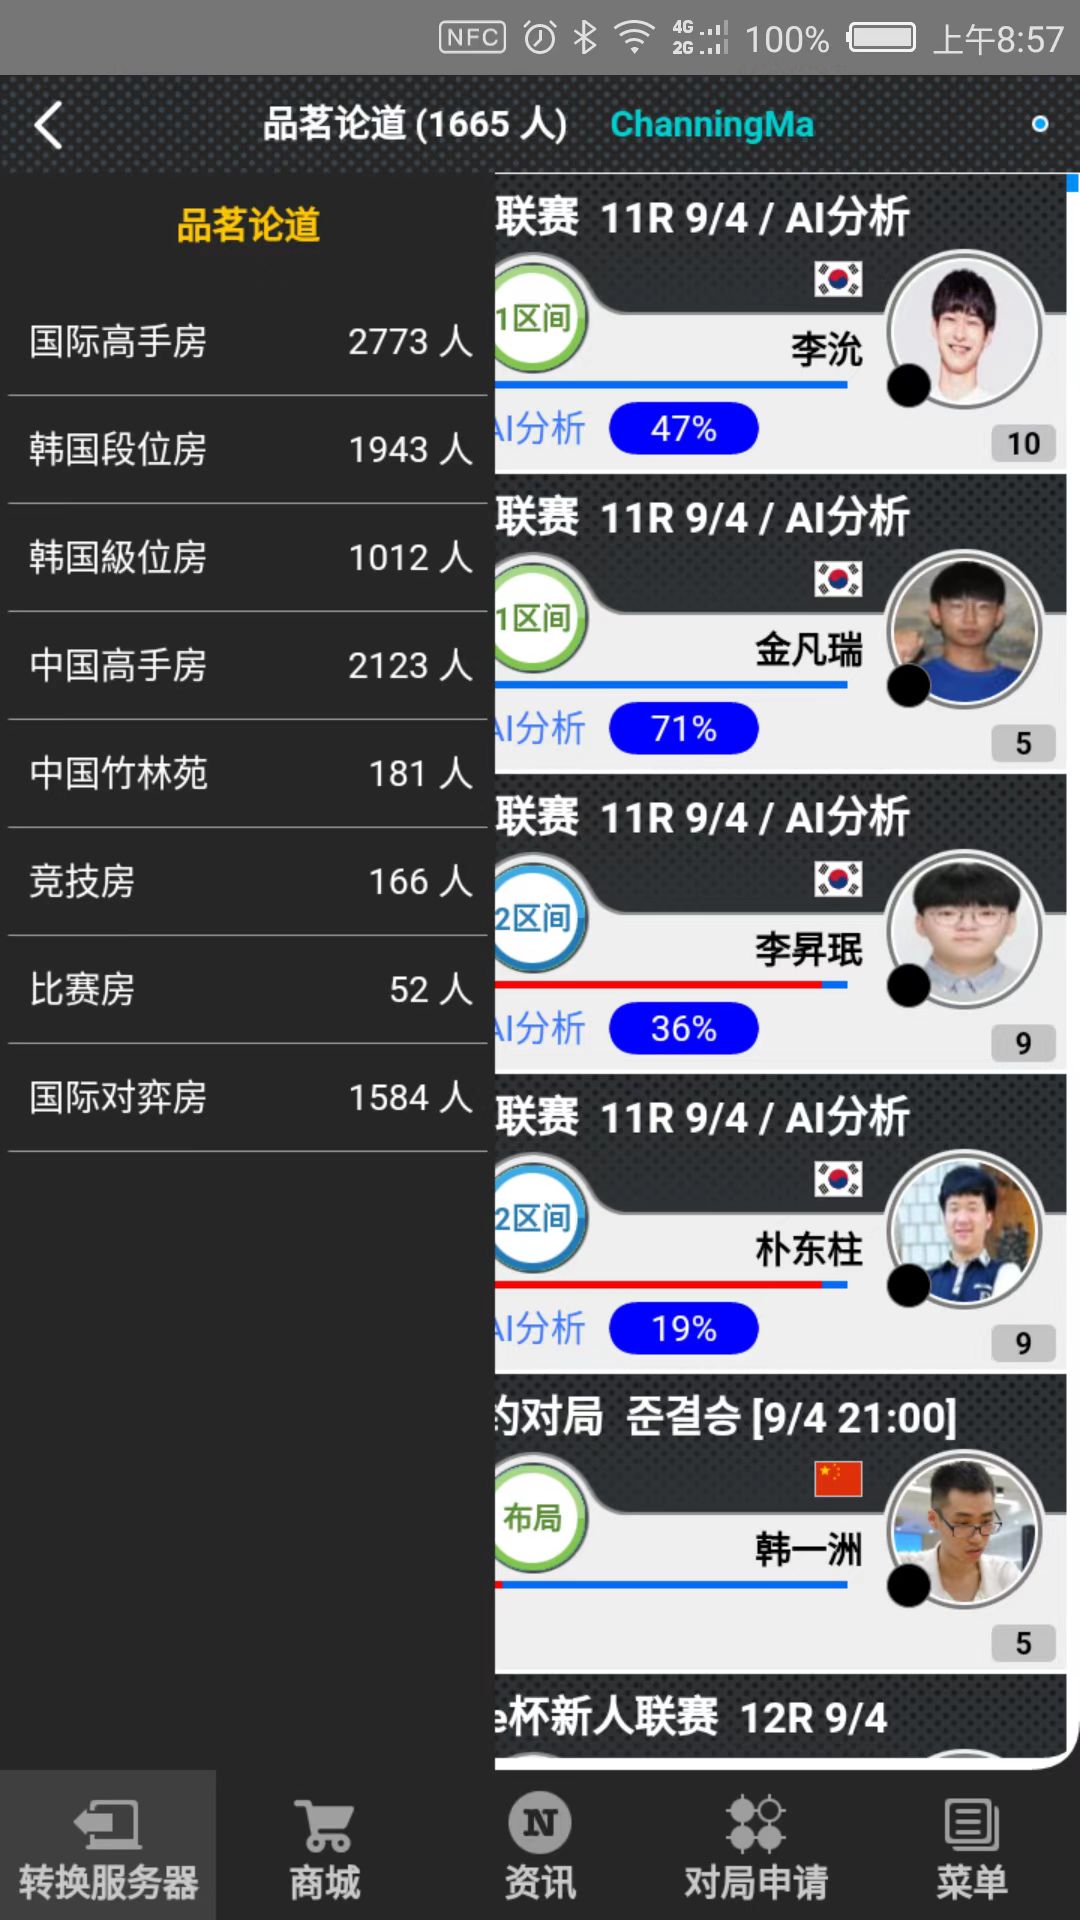 NFC 4G 2G 100% 上午8:57
品茗论道 (1665 人) ChanningMa
品茗论道
国际高手房 2773 人
韩国段位房 1943 人
韩国級位房 1012 人
中国高手房 2123 人
中国竹林苑 181 人
竞技房 166 人
比赛房 52 人
国际对弈房 1584 人
联赛 11R 9/4 / AI分析
1区间
李沇
AI分析 47%
10
联赛 11R 9/4 / AI分析
1区间
金凡瑞
AI分析 71%
5
联赛 11R 9/4 / AI分析
2区间
李昇珉
AI分析 36%
9
联赛 11R 9/4 / AI分析
2区间
朴东柱
AI分析 19%
9
约对局 준결승 [9/4 21:00]
布局
韩一洲
5
e杯新人联赛 12R 9/4
转换服务器
商城
N
资讯
对局申请
菜单